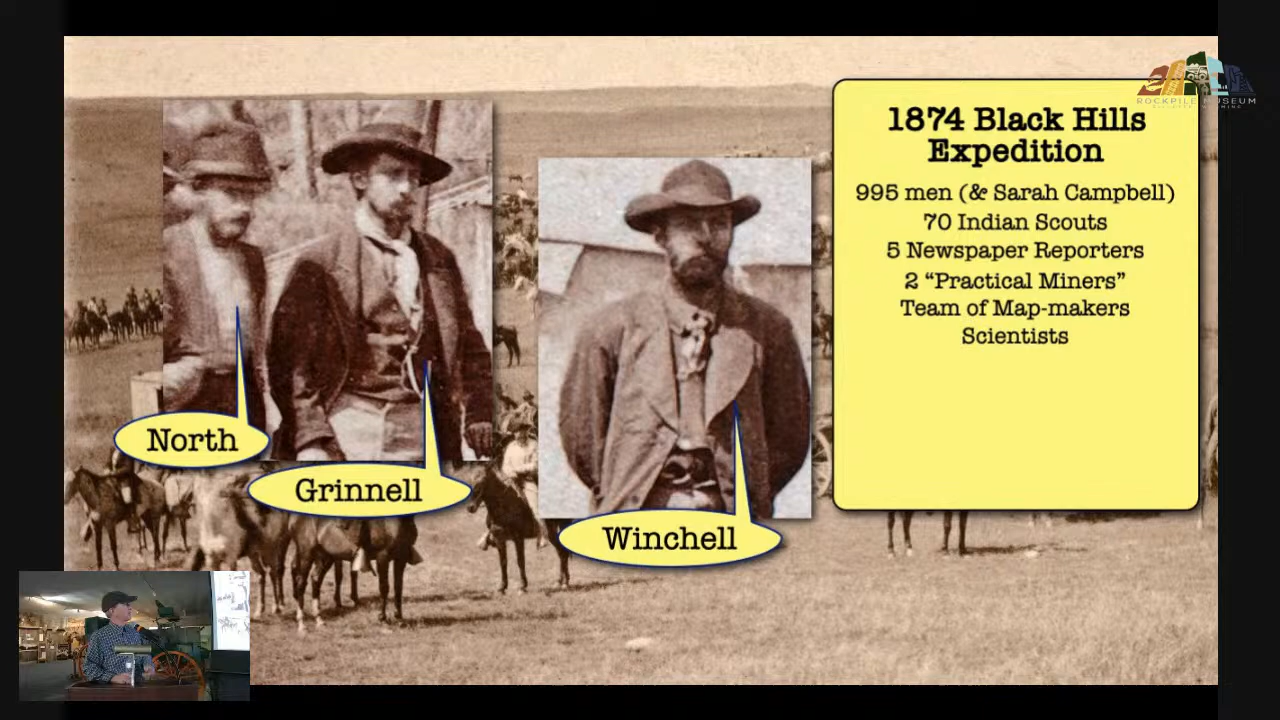 ROCKPILE MUSEUM
1874 Black Hills
Expedition
995 men (& Sarah Campbell)
70 Indian Scouts
5 Newspaper Reporters
2 “Practical Miners”
Team of Map-makers
Scientists
North
Grinnell
Winchell